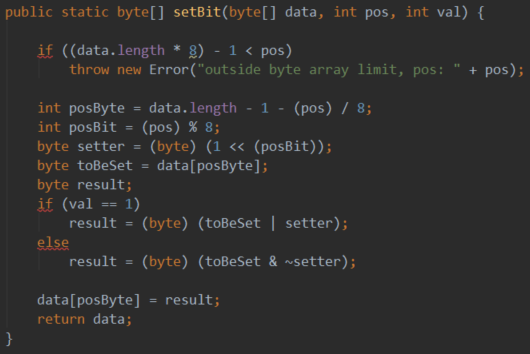 public static byte[] setBit(byte[] data, int pos, int val) {
if ((data.length * 8) - 1 < pos)
throw new Error("outside byte array limit, pos: " + pos);
int posByte = data.length - 1 - (pos) / 8;
int posBit = (pos) % 8;
byte setter = (byte) (1 << (posBit));
byte toBeSet = data[posByte];
byte result;
if (val == 1)
result = (byte) (toBeSet | setter);
else
result = (byte) (toBeSet & ~setter);
data[posByte] = result;
return data;
}